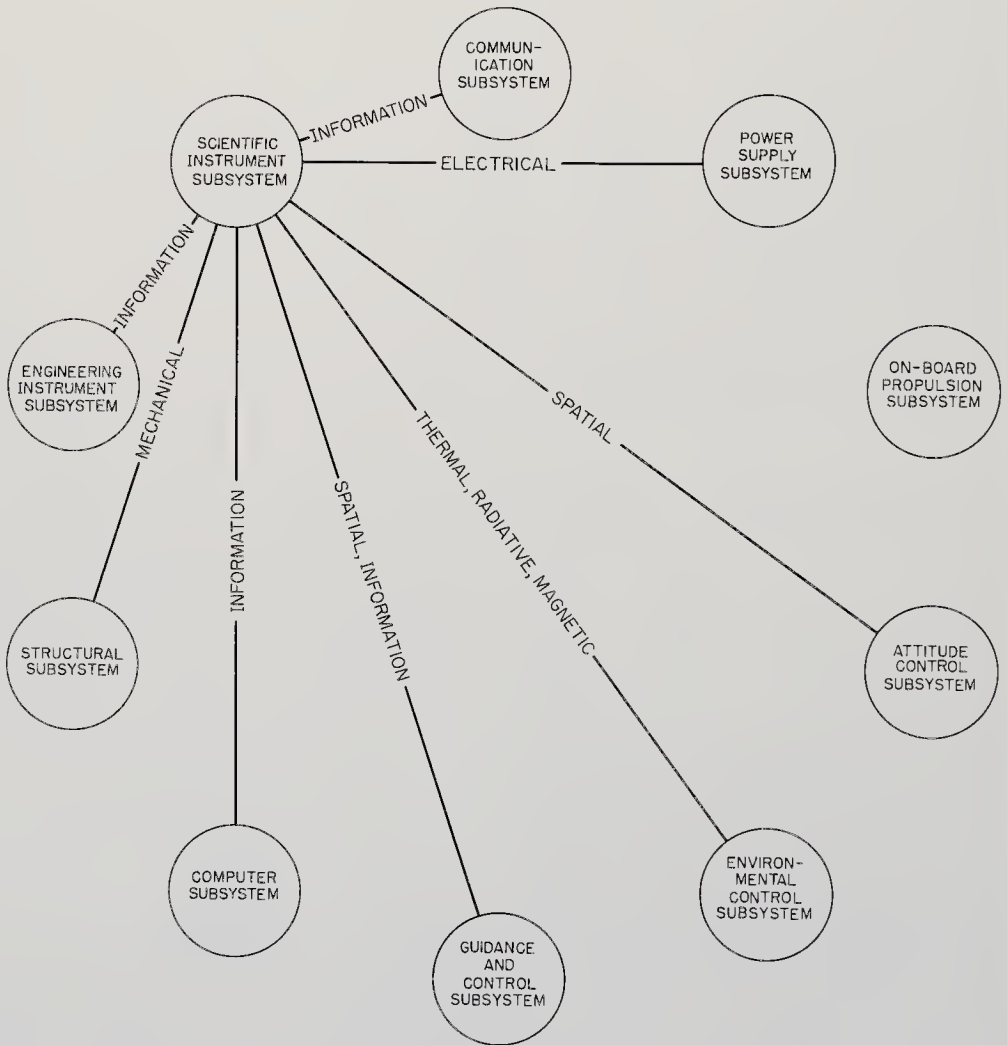 COMMUN-
ICATION
SUBSYSTEM
INFORMATION
SCIENTIFIC
INSTRUMENT
SUBSYSTEM
ELECTRICAL
POWER
SUPPLY
SUBSYSTEM
INFORMATION
ENGINEERING
INSTRUMENT
SUBSYSTEM
MECHANICAL
ON-BOARD
PROPULSION
SUBSYSTEM
SPATIAL
THERMAL, RADIATIVE, MAGNETIC
INFORMATION
SPATIAL, INFORMATION
STRUCTURAL
SUBSYSTEM
ATTITUDE
CONTROL
SUBSYSTEM
COMPUTER
SUBSYSTEM
ENVIRON-
MENTAL
CONTROL
SUBSYSTEM
GUIDANCE
AND
CONTROL
SUBSYSTEM